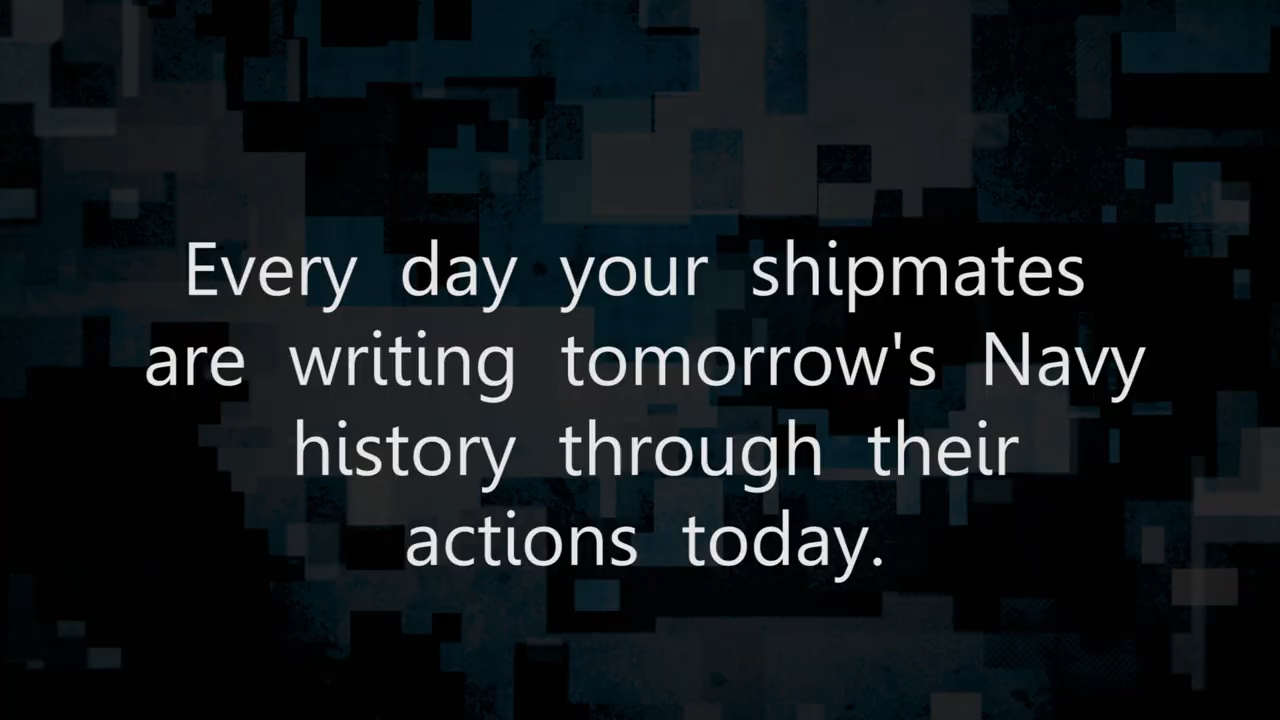 Every day your shipmates
are writing tomorrow's Navy
history through their
actions today.